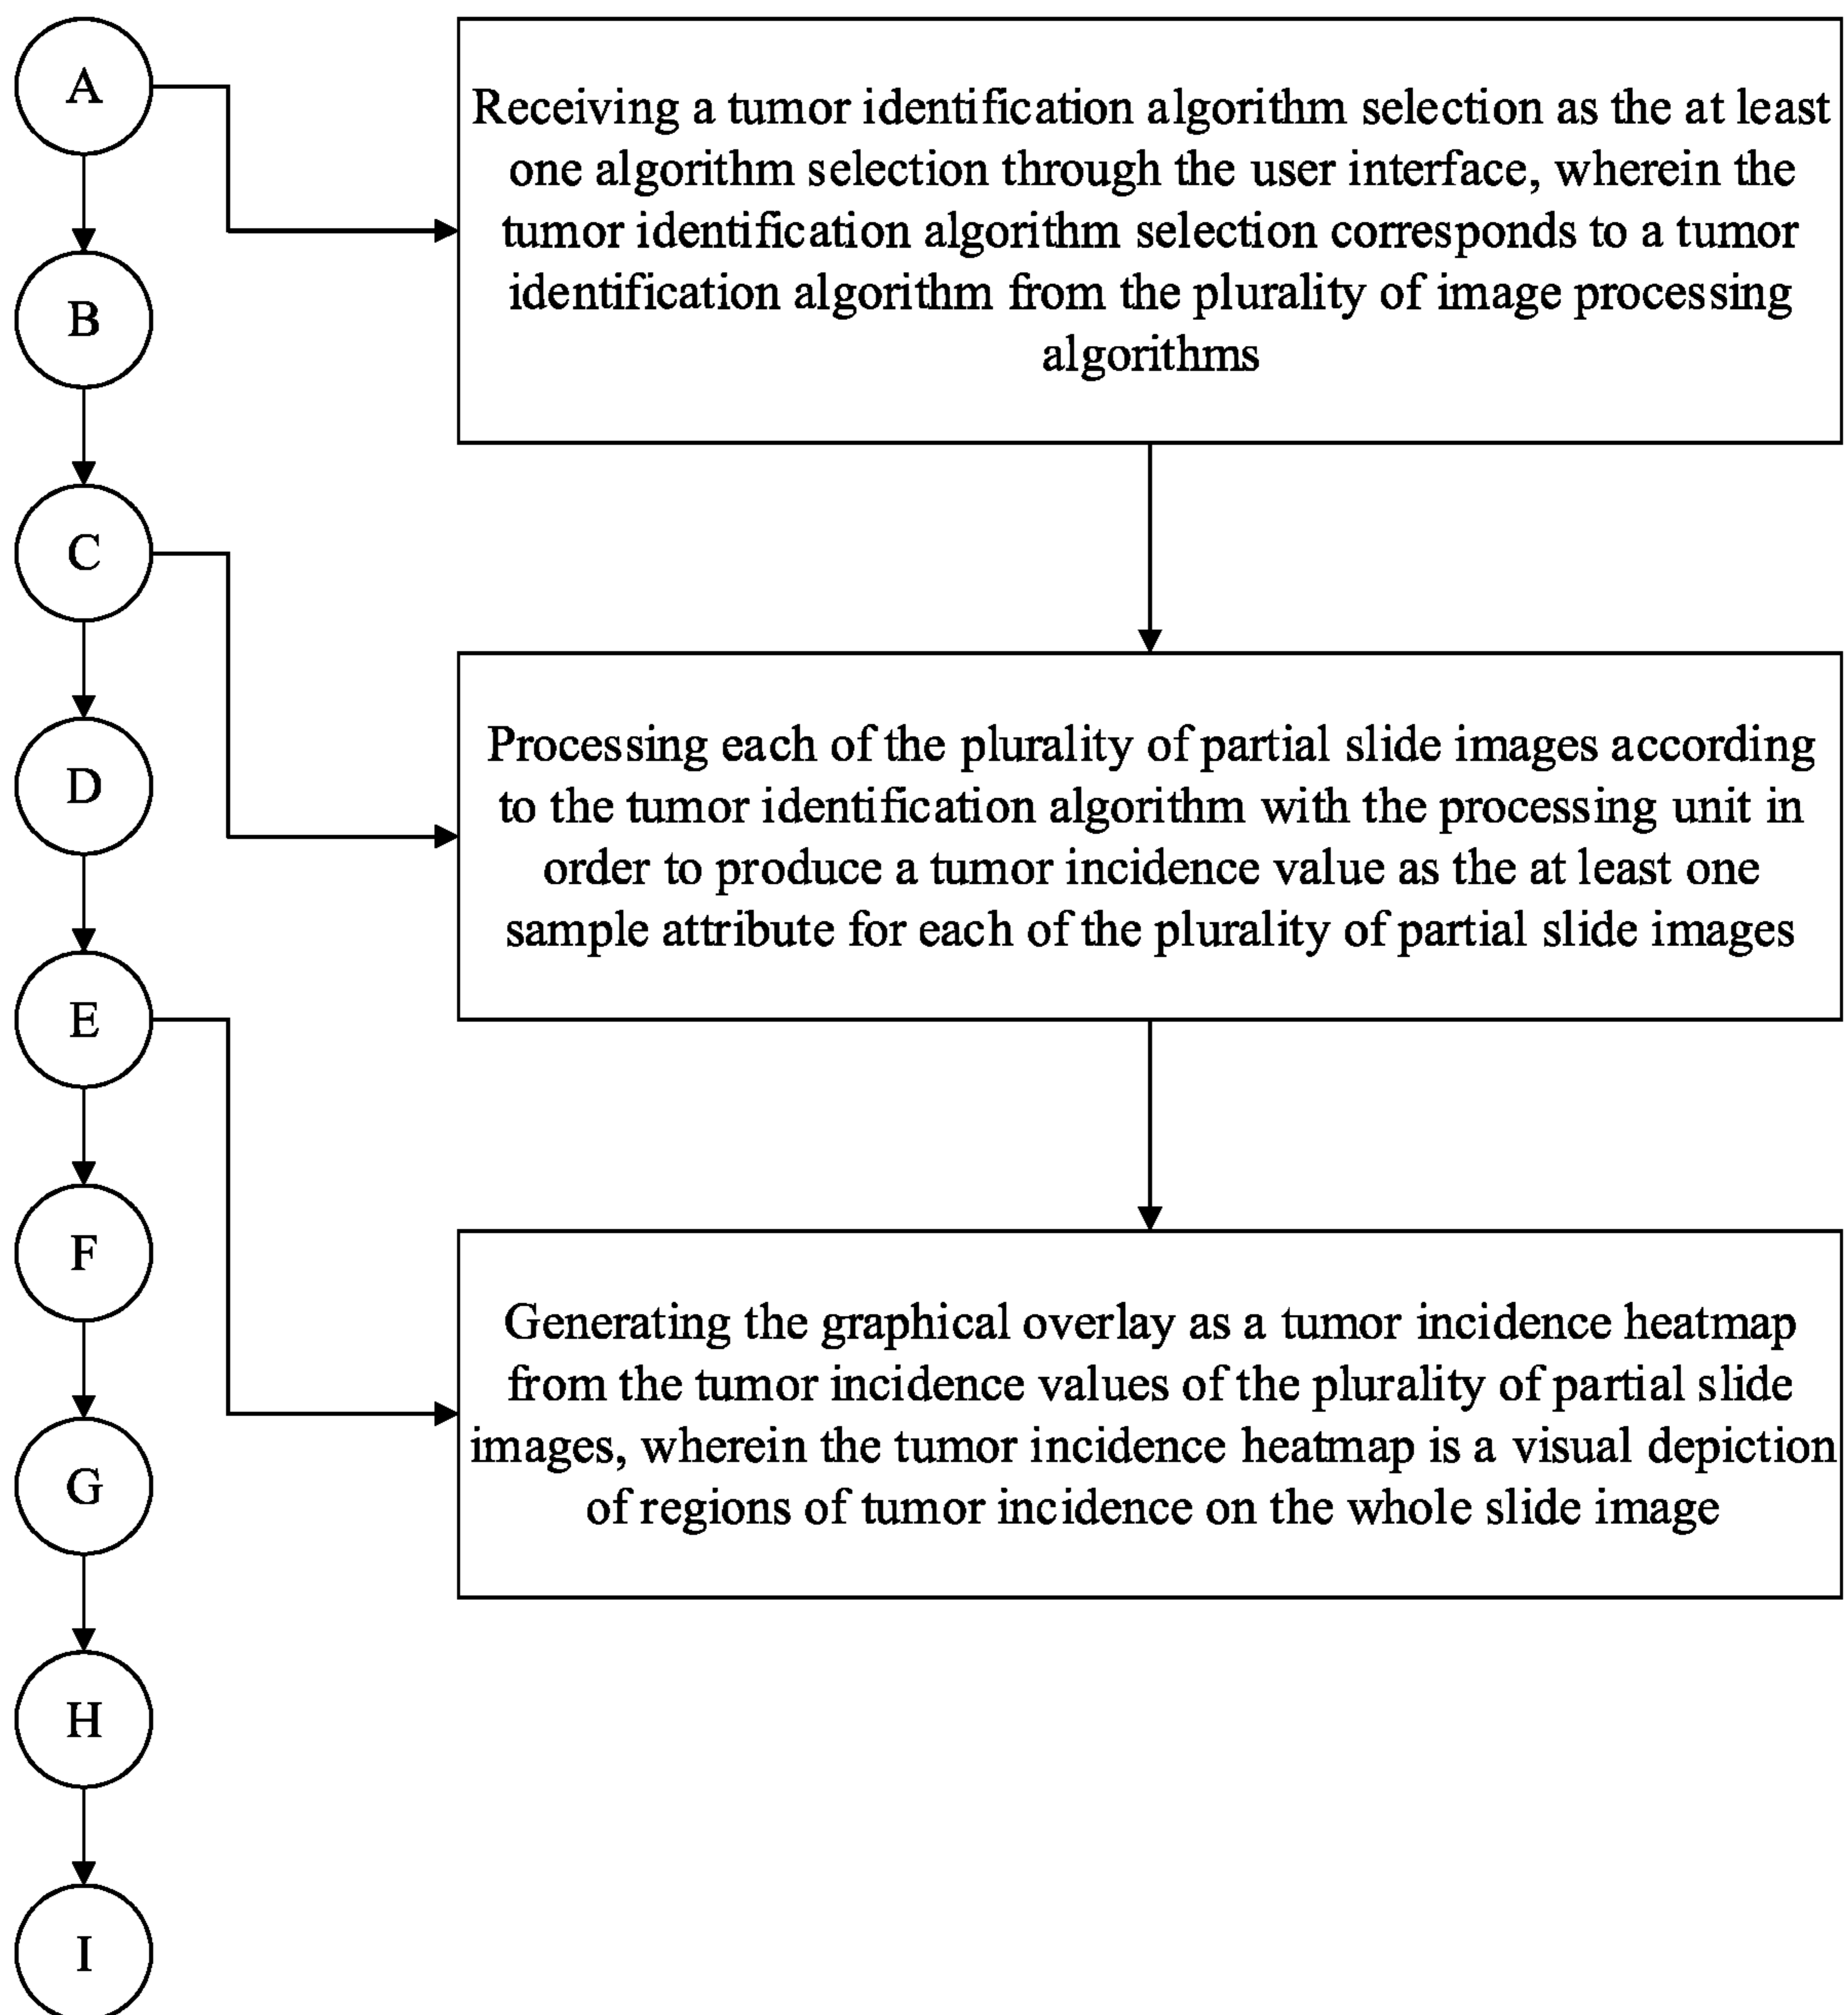 A
Receiving a tumor identification algorithm selection as the at least
one algorithm selection through the user interface, wherein the
tumor identification algorithm selection corresponds to a tumor
identification algorithm from the plurality of image processing
algorithms
B
C
Processing each of the plurality of partial slide images according
to the tumor identification algorithm with the processing unit in
order to produce a tumor incidence value as the at least one
sample attribute for each of the plurality of partial slide images
D
E
Generating the graphical overlay as a tumor incidence heatmap
from the tumor incidence values of the plurality of partial slide
images, wherein the tumor incidence heatmap is a visual depiction
of regions of tumor incidence on the whole slide image
F
G
H
I